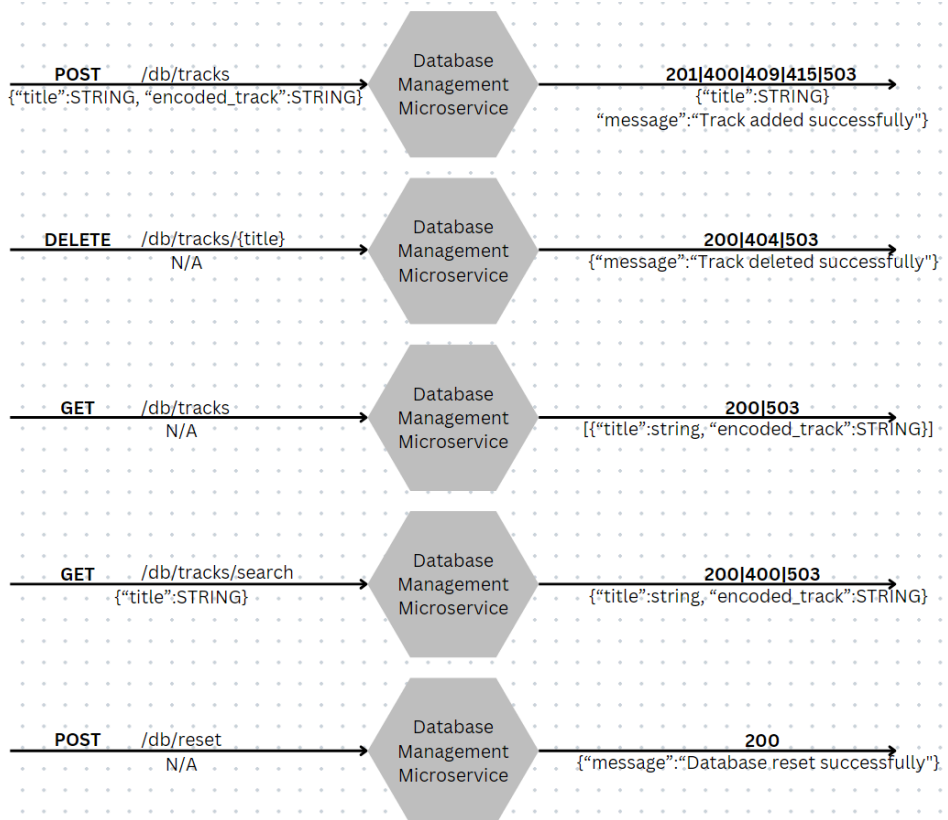 POST /db/tracks
{“title”:STRING, “encoded_track”:STRING}
Database
Management
Microservice
201|400|409|415|503
{“title”:STRING}
“message”:“Track added successfully"}
DELETE /db/tracks/{title}
N/A
Database
Management
Microservice
200|404|503
{“message”:“Track deleted successfully"}
GET /db/tracks
N/A
Database
Management
Microservice
200|503
[{“title”:string, “encoded_track”:STRING}]
GET /db/tracks/search
{“title”:STRING}
Database
Management
Microservice
200|400|503
{“title”:string, “encoded_track”:STRING}
POST /db/reset
N/A
Database
Management
Microservice
200
{“message”:“Database reset successfully"}